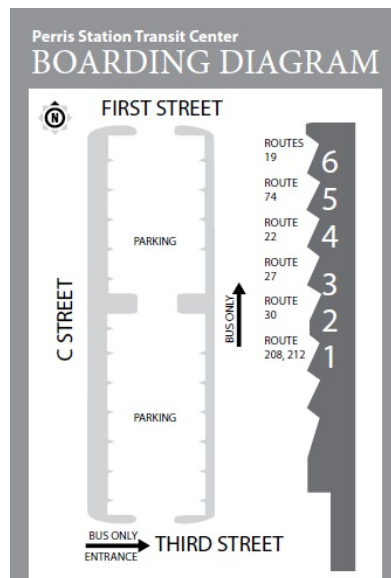 Perris Station Transit Center
BOARDING DIAGRAM
N
FIRST STREET
C STREET
PARKING
PARKING
BUS ONLY
ROUTES
19
6
ROUTE
74
5
ROUTE
22
4
ROUTE
27
3
ROUTE
30
2
ROUTE
208, 212
1
BUS ONLY
ENTRANCE
THIRD STREET